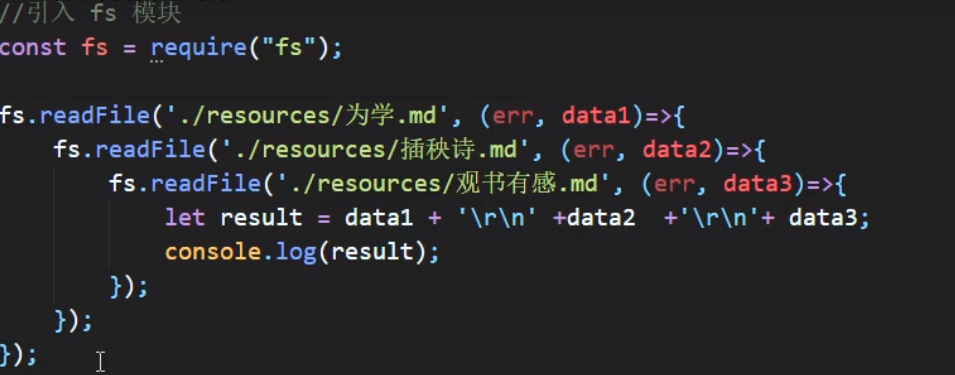 //引入 fs 模块
const fs = require("fs");
fs.readFile('./resources/为学.md', (err, data1)=>{
fs.readFile('./resources/插秧诗.md', (err, data2)=>{
fs.readFile('./resources/观书有感.md', (err, data3)=>{
let result = data1 + '\r\n' +data2  +'\r\n'+ data3;
console.log(result);
});
});
});